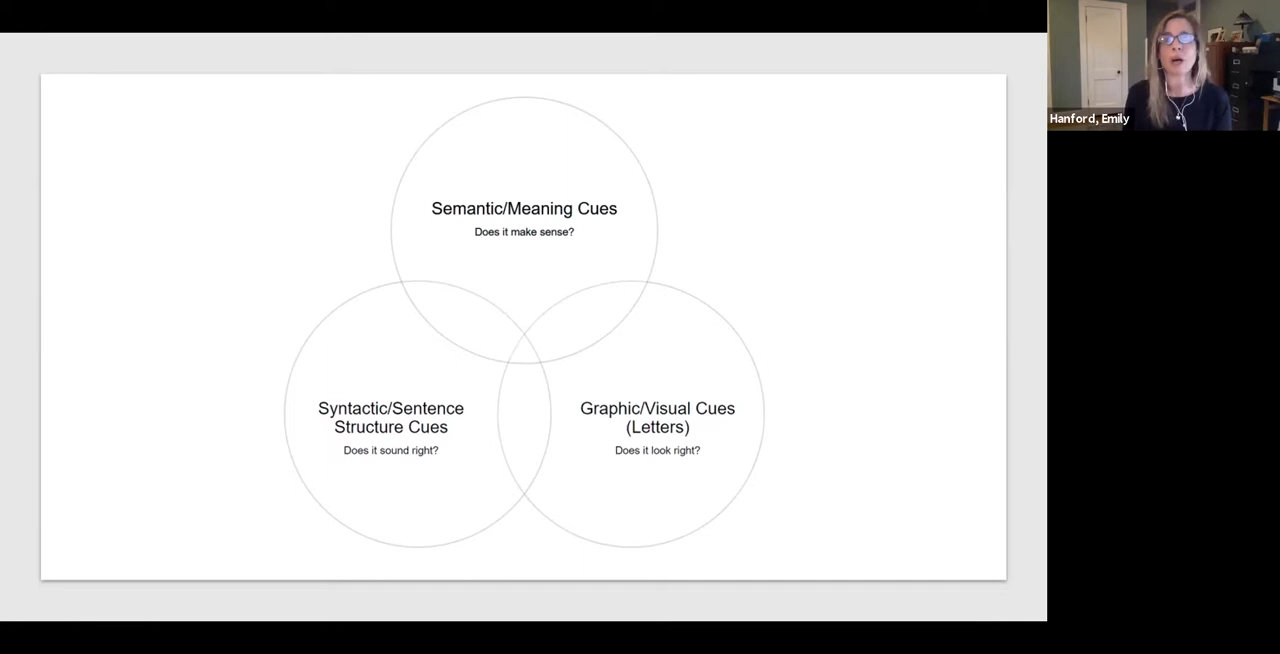 Semantic/Meaning Cues
Does it make sense?
Syntactic/Sentence
Structure Cues
Does it sound right?
Graphic/Visual Cues
(Letters)
Does it look right?
Hanford, Emily